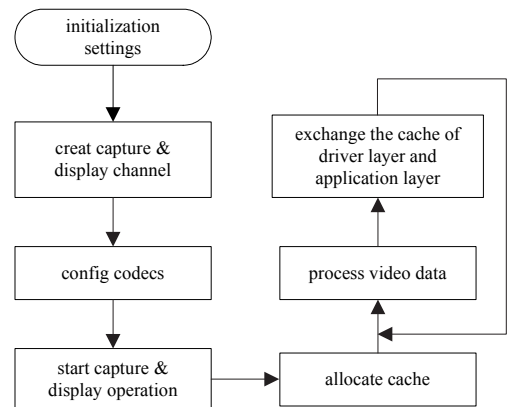 initialization
settings
creat capture &
display channel
config codecs
start capture &
display operation
allocate cache
process video data
exchange the cache of
driver layer and
application layer